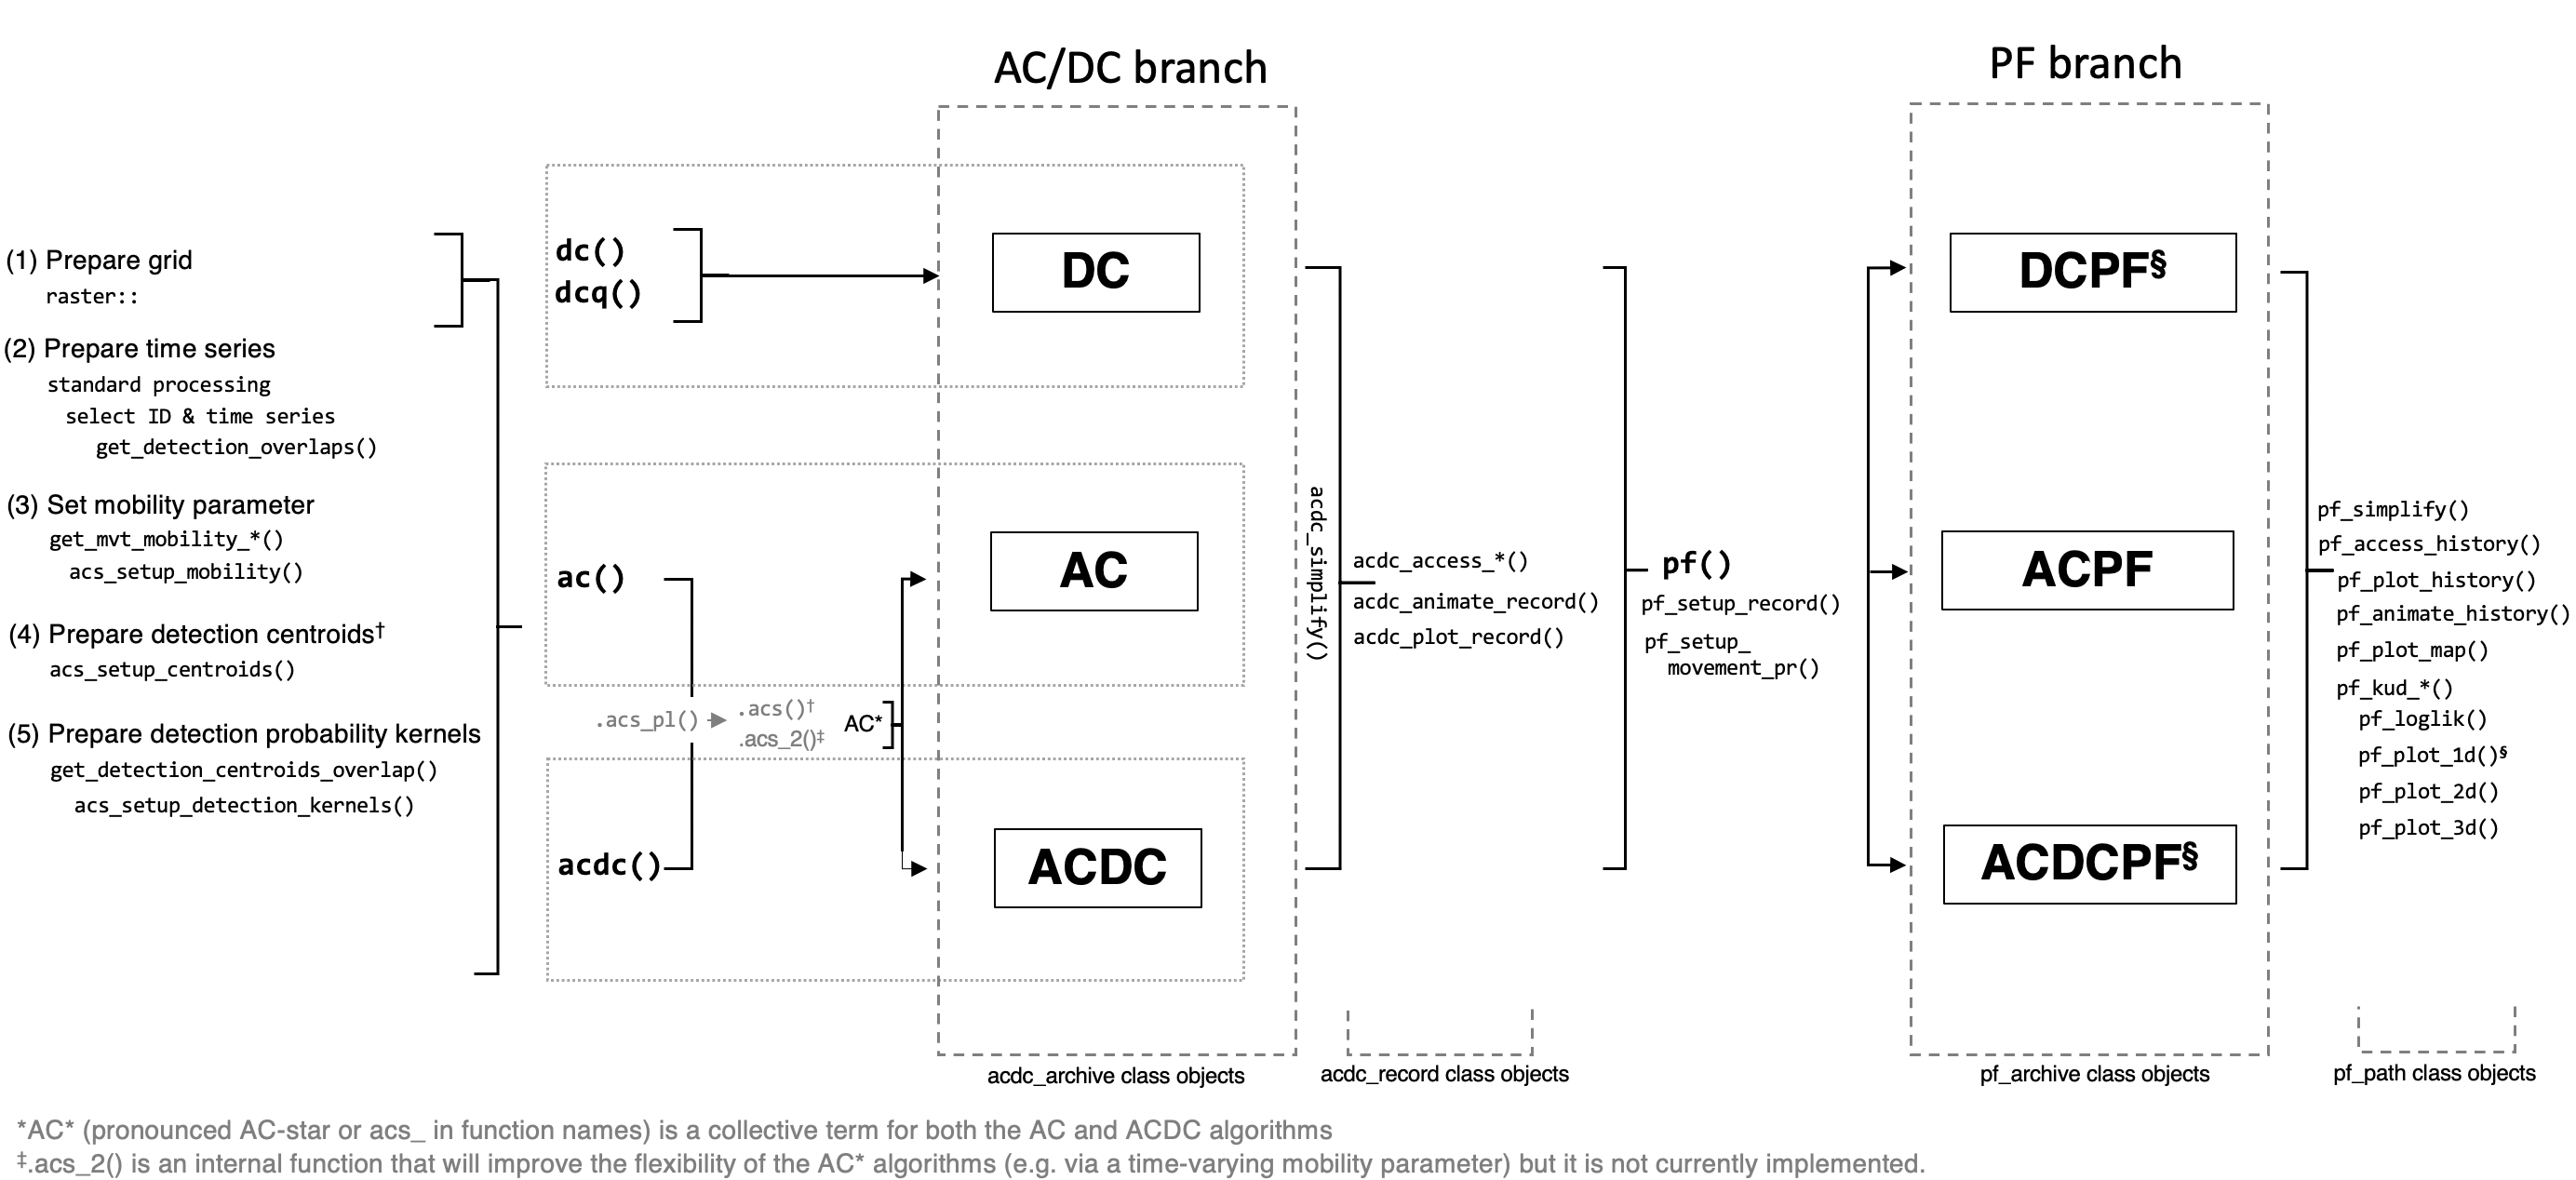 AC/DC branch
PF branch
(1) Prepare grid
raster::
(2) Prepare time series
standard processing
select ID & time series
get_detection_overlaps()
(3) Set mobility parameter
get_mvt_mobility_*()
acs_setup_mobility()
(4) Prepare detection centroids†
acs_setup_centroids()
(5) Prepare detection probability kernels
get_detection_centroids_overlap()
acs_setup_detection_kernels()
dc()
dcq()
DC
ac()
AC
.acs_pl()
.acs()†
.acs_2()‡
AC*
acdc()
ACDC
acdc_archive class objects
acdc_simplify()
acdc_access_*()
acdc_animate_record()
acdc_plot_record()
acdc_record class objects
pf()
pf_setup_record()
pf_setup_
movement_pr()
DCPF§
ACPF
ACDCPF§
pf_archive class objects
pf_simplify()
pf_access_history()
pf_plot_history()
pf_animate_history()
pf_plot_map()
pf_kud_*()
pf_loglik()
pf_plot_1d()§
pf_plot_2d()
pf_plot_3d()
pf_path class objects
*AC* (pronounced AC-star or acs_ in function names) is a collective term for both the AC and ACDC algorithms
‡.acs_2() is an internal function that will improve the flexibility of the AC* algorithms (e.g. via a time-varying mobility parameter) but it is not currently implemented.